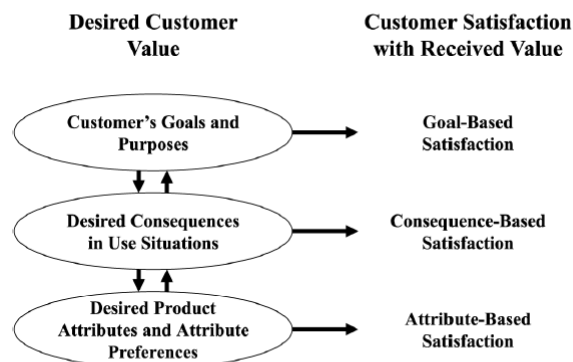 Desired Customer
Value
Customer Satisfaction
with Received Value
Customer's Goals and
Purposes
Goal-Based
Satisfaction
Desired Consequences
in Use Situations
Consequence-Based
Satisfaction
Desired Product
Attributes and Attribute
Preferences
Attribute-Based
Satisfaction